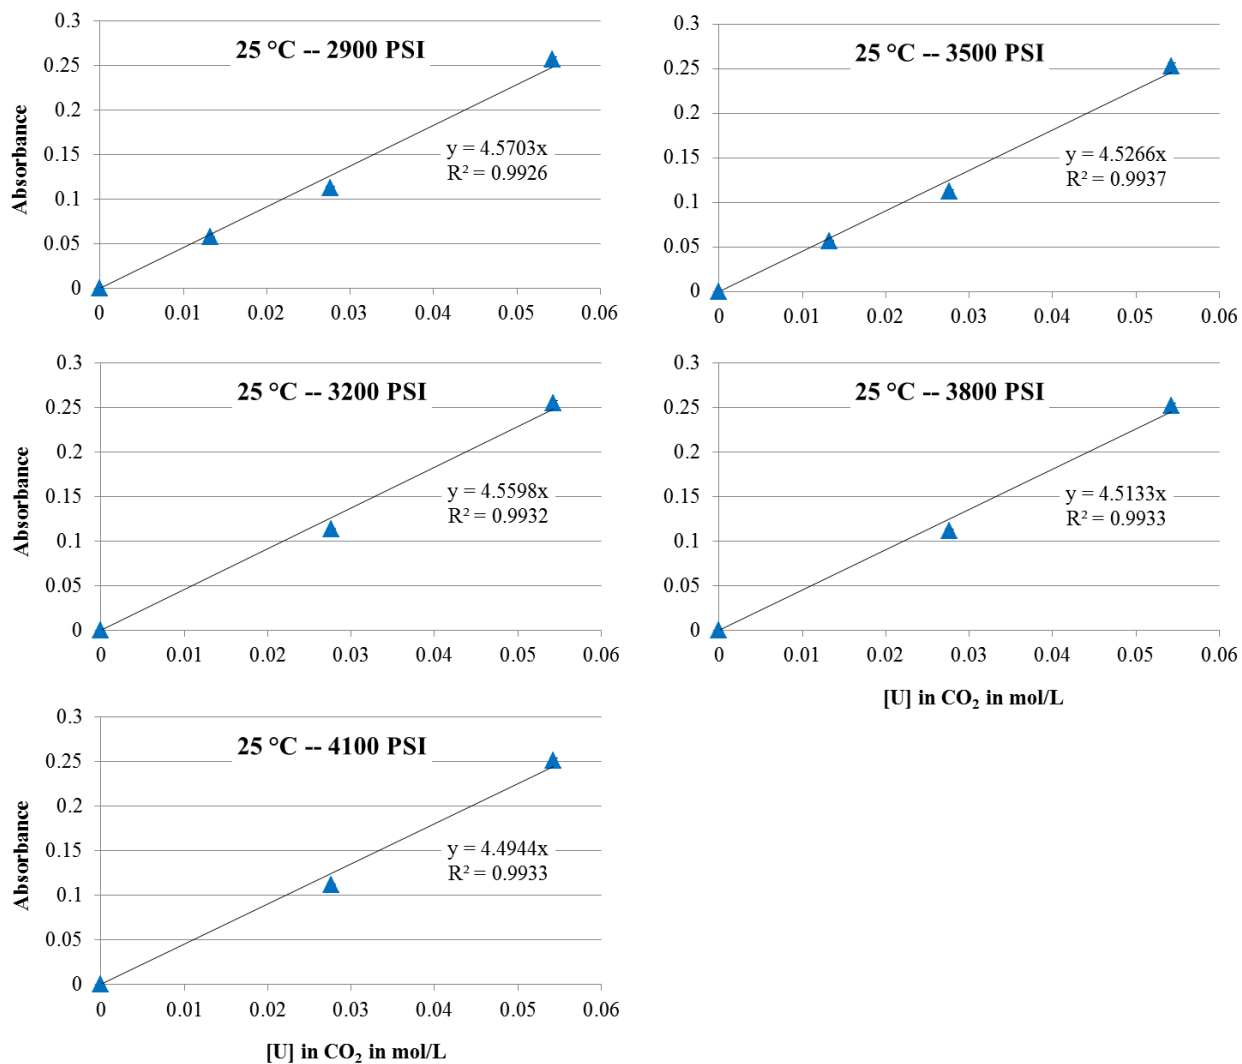 25 °C -- 2900 PSI
0.3
0.25
0.2
0.15
0.1
0.05
0
Absorbance
y = 4.5703x
R² = 0.9926
0 0.01 0.02 0.03 0.04 0.05 0.06
25 °C -- 3500 PSI
0.3
0.25
0.2
0.15
0.1
0.05
0
y = 4.5266x
R² = 0.9937
0 0.01 0.02 0.03 0.04 0.05 0.06
25 °C -- 3200 PSI
0.3
0.25
0.2
0.15
0.1
0.05
0
Absorbance
y = 4.5598x
R² = 0.9932
0 0.01 0.02 0.03 0.04 0.05 0.06
25 °C -- 3800 PSI
0.3
0.25
0.2
0.15
0.1
0.05
0
y = 4.5133x
R² = 0.9933
0 0.01 0.02 0.03 0.04 0.05 0.06
[U] in CO₂ in mol/L
25 °C -- 4100 PSI
0.3
0.25
0.2
0.15
0.1
0.05
0
Absorbance
y = 4.4944x
R² = 0.9933
0 0.01 0.02 0.03 0.04 0.05 0.06
[U] in CO₂ in mol/L